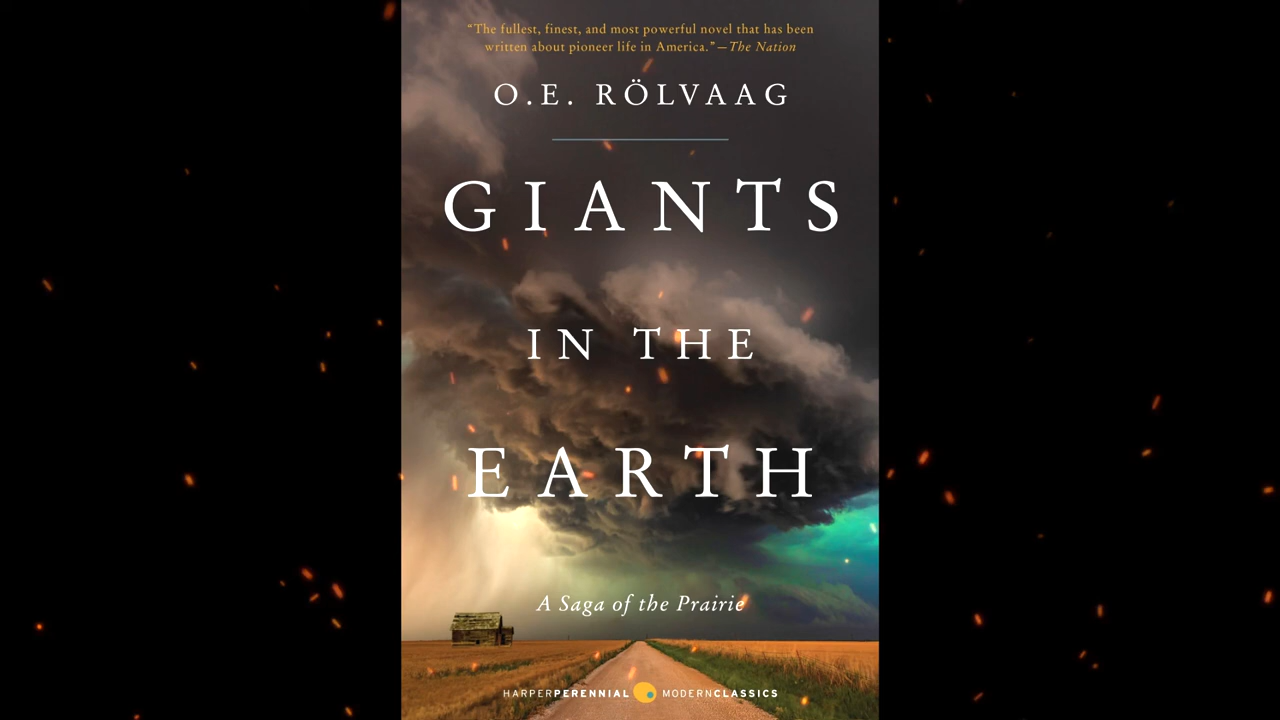 “The fullest, finest, and most powerful novel that has been
written about pioneer life in America.”—The Nation
O.E. RÖLVAAG
GIANTS
IN THE
EARTH
A Saga of the Prairie
HARPERPERENNIAL MODERNCLASSICS